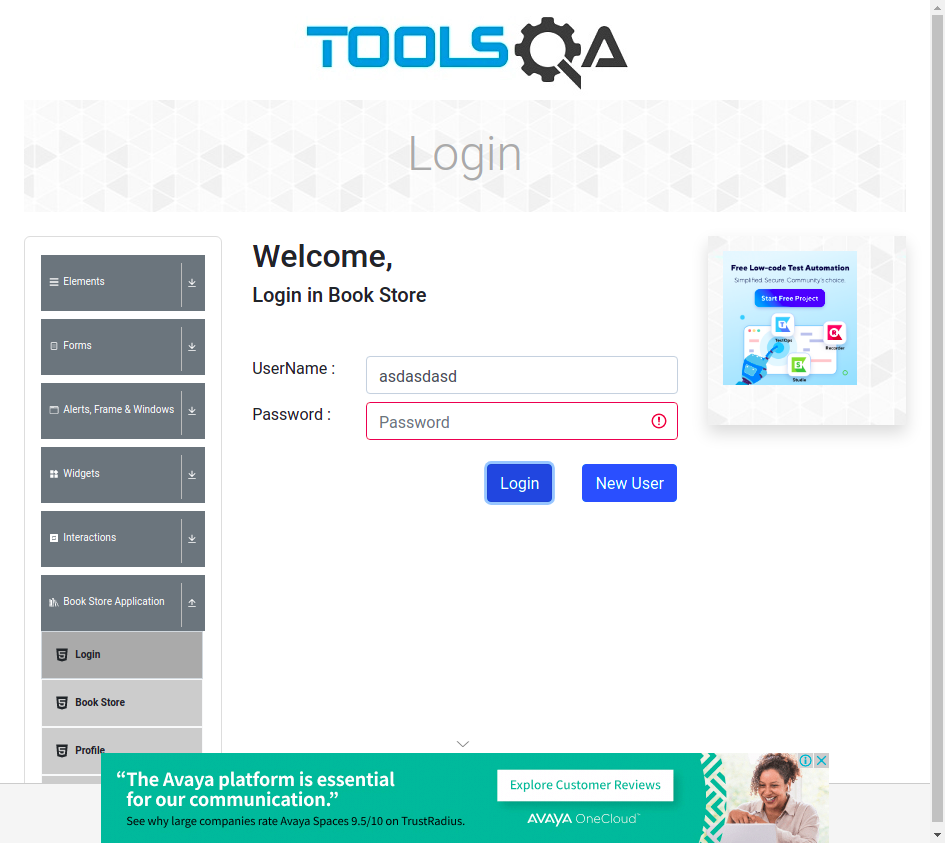 TOOLSQA
Login
Elements
Forms
Alerts, Frame & Windows
Widgets
Interactions
Book Store Application
Login
Book Store
Profile
Welcome,
Login in Book Store
UserName :
asdasdasd
Password :
Password
Login
New User
Free Low-code Test Automation
Simplified. Secure. Community's choice.
Start Free Project
TestOps
Recorder
Studio
“The Avaya platform is essential
for our communication.”
See why large companies rate Avaya Spaces 9.5/10 on TrustRadius.
Explore Customer Reviews
AVAYA OneCloud™